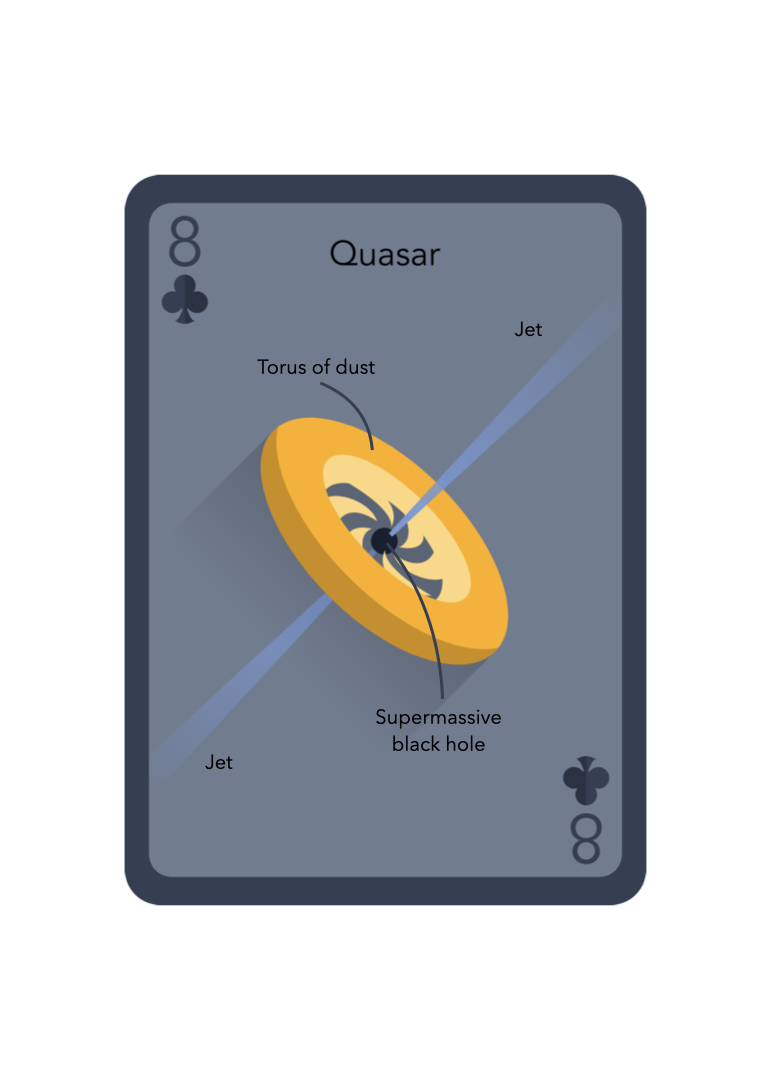 8
Quasar
Jet
Torus of dust
Supermassive
black hole
Jet
8